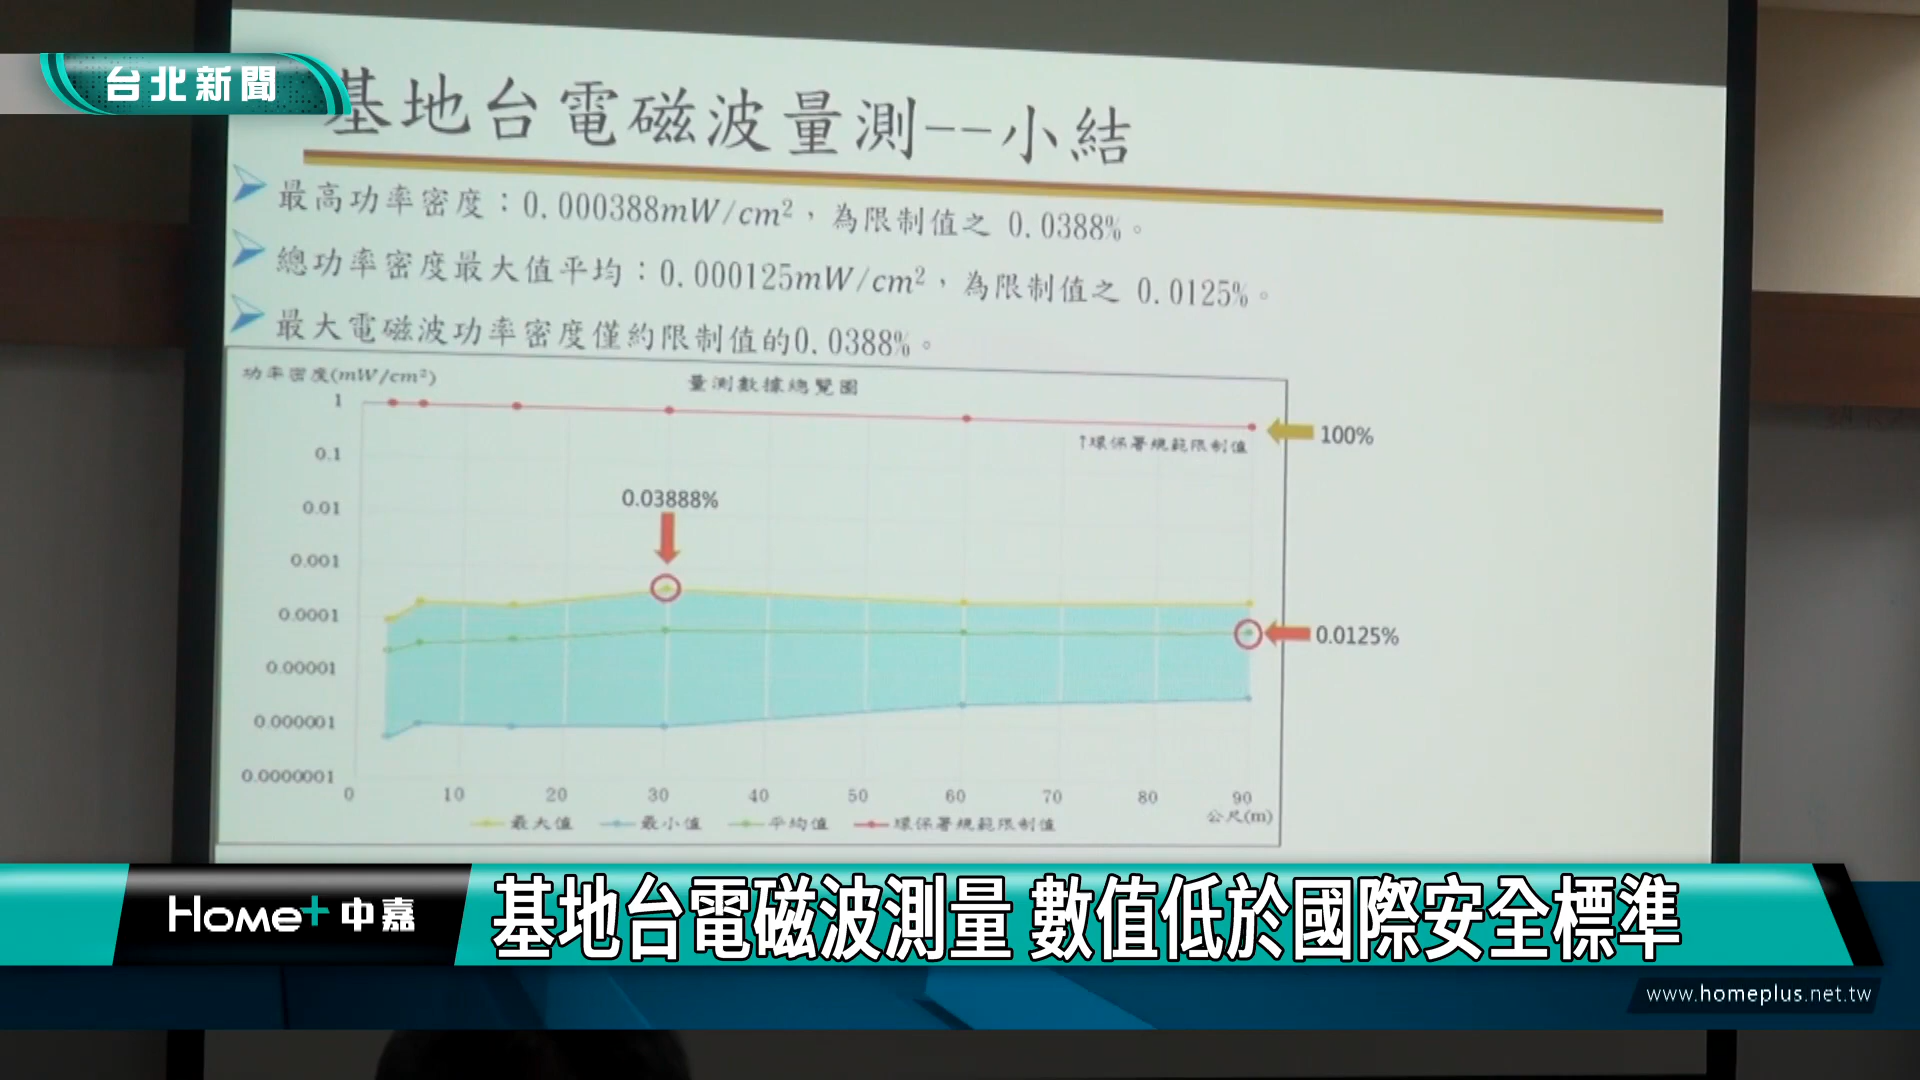 台北新聞
基地台電磁波量測--小結
最高功率密度：0.000388mW/cm²，為限制值之 0.0388%。
總功率密度最大值平均：0.000125mW/cm²，為限制值之 0.0125%。
最大電磁波功率密度僅約限制值的0.0388%。
功率密度(mW/cm²)
量測數據總覽圖
1
0.1
0.01
0.001
0.0001
0.00001
0.000001
0.0000001
↑環保署規範限制值
100%
0.03888%
0.0125%
0 10 20 30 40 50 60 70 80 90
公尺(m)
最大值 最小值 平均值 環保署規範限制值
Home+中嘉
基地台電磁波測量 數值低於國際安全標準
www.homeplus.net.tw